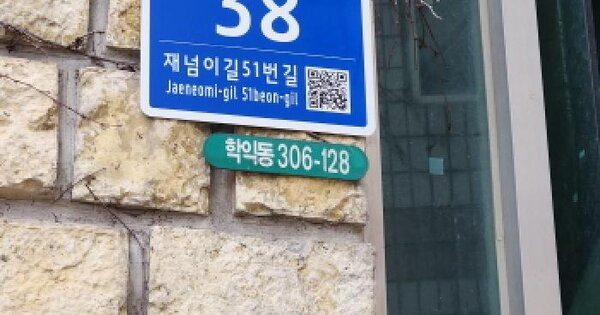 38
재넘이길51번길
Jaeneomi-gil 51beon-gil
학익동 306-128